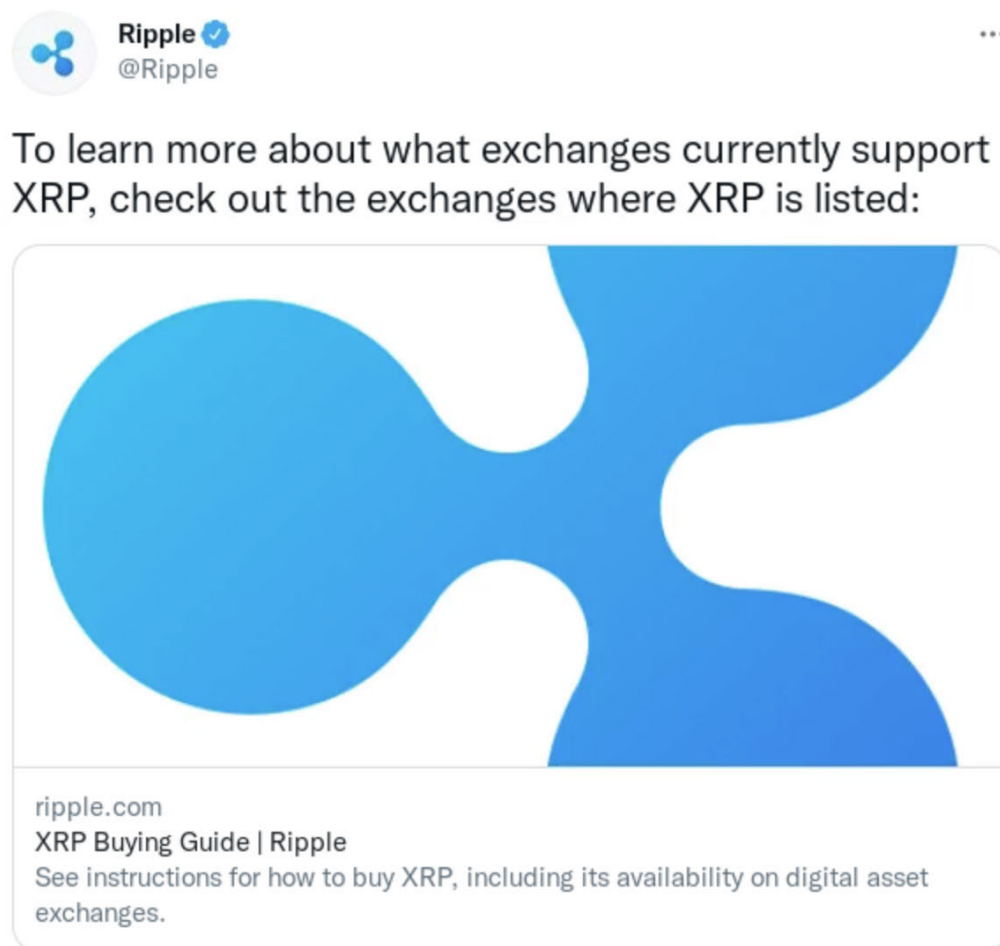 Ripple
@Ripple
To learn more about what exchanges currently support
XRP, check out the exchanges where XRP is listed:
ripple.com
XRP Buying Guide | Ripple
See instructions for how to buy XRP, including its availability on digital asset
exchanges.